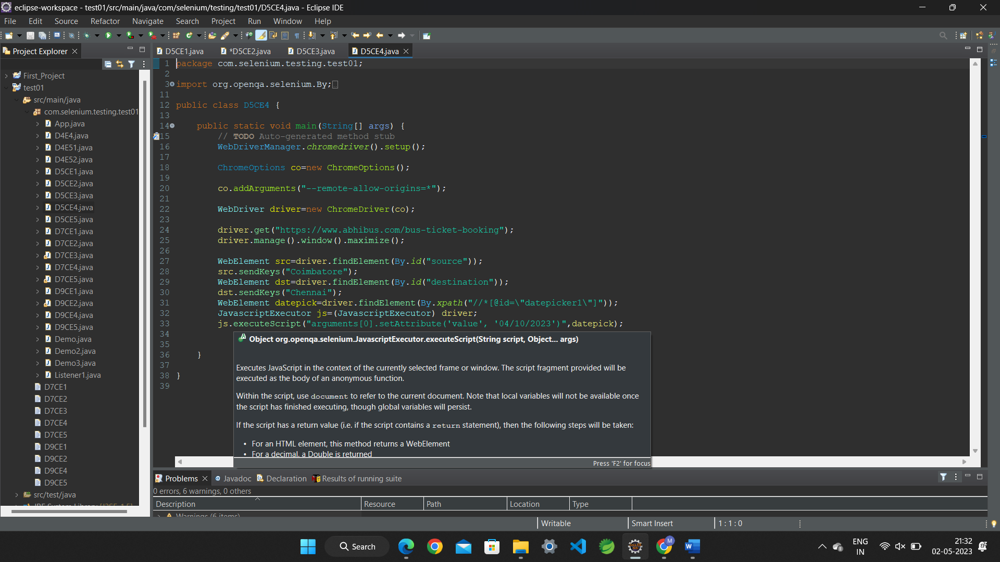 eclipse-workspace - test01/src/main/java/com/selenium/testing/test01/D5CE4.java - Eclipse IDE
File Edit Source Refactor Navigate Search Project Run Window Help
Project Explorer
First_Project
test01
src/main/java
com.selenium.testing.test01
App.java
D4E4.java
D4E51.java
D4E52.java
D5CE1.java
D5CE2.java
D5CE3.java
D5CE4.java
D5CE5.java
D7CE1.java
D7CE2.java
D7CE3.java
D7CE4.java
D7CE5.java
D9CE1.java
D9CE2.java
D9CE4.java
D9CE5.java
Demo.java
Demo2.java
Demo3.java
Listener1.java
D7CE1
D7CE2
D7CE3
D7CE4
D7CE5
D9CE1
D9CE2
D9CE4
D9CE5
src/test/java
D5CE1.java *D5CE2.java D5CE3.java D5CE4.java
1 package com.selenium.testing.test01;
2
3 import org.openqa.selenium.By;
11
12 public class D5CE4 {
13
14 public static void main(String[] args) {
15 // TODO Auto-generated method stub
16 WebDriverManager.chromedriver().setup();
17
18 ChromeOptions co=new ChromeOptions();
19
20 co.addArguments("--remote-allow-origins=*");
21
22 WebDriver driver=new ChromeDriver(co);
23
24 driver.get("https://www.abhibus.com/bus-ticket-booking");
25 driver.manage().window().maximize();
26
27 WebElement src=driver.findElement(By.id("source"));
28 src.sendKeys("Coimbatore");
29 WebElement dst=driver.findElement(By.id("destination"));
30 dst.sendKeys("Chennai");
31 WebElement datepick=driver.findElement(By.xpath("//*[@id=\"datepicker1\"]"));
32 JavascriptExecutor js=(JavascriptExecutor) driver;
33 js.executeScript("arguments[0].setAttribute('value', '04/10/2023')",datepick);
34
35
36 }
37
38 }
39
Object org.openqa.selenium.JavascriptExecutor.executeScript(String script, Object... args)
Executes JavaScript in the context of the currently selected frame or window. The script fragment provided will be
executed as the body of an anonymous function.
Within the script, use document to refer to the current document. Note that local variables will not be available once
the script has finished executing, though global variables will persist.
If the script has a return value (i.e. if the script contains a return statement), then the following steps will be taken:
• For an HTML element, this method returns a WebElement
• For a decimal, a Double is returned
Press 'F2' for focus
Problems Javadoc Declaration Results of running suite
0 errors, 6 warnings, 0 others
Description Resource Path Location Type
Warnings (6 items)
Writable Smart Insert 1 : 1 : 0
Search
ENG
IN
21:32
02-05-2023